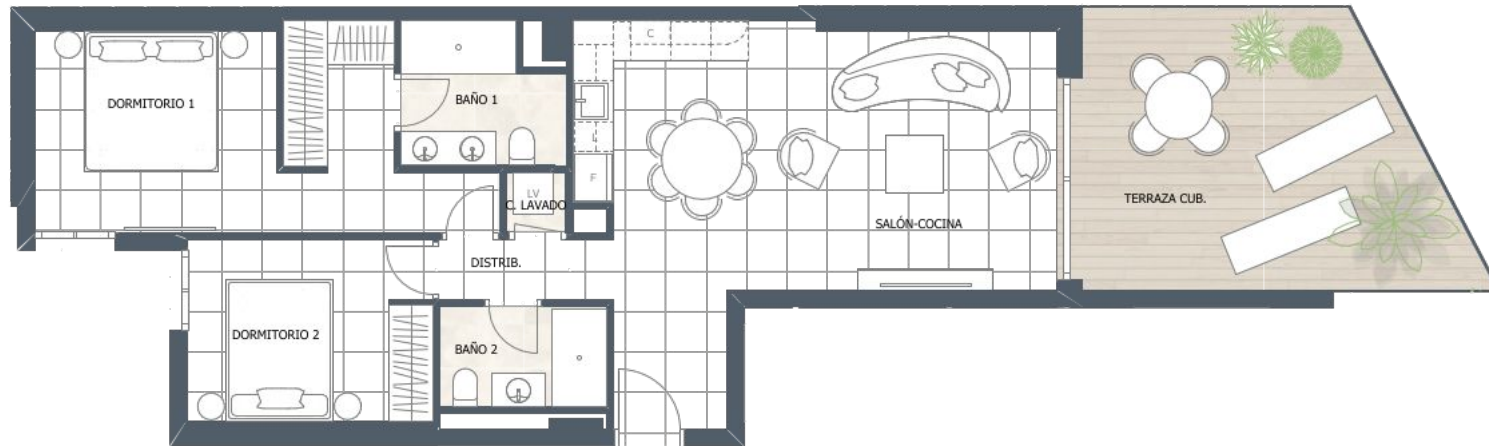 C
DORMITORIO 1
BAÑO 1
L
F
LV
C. LAVADO
TERRAZA CUB.
SALÓN-COCINA
DISTRIB.
DORMITORIO 2
BAÑO 2